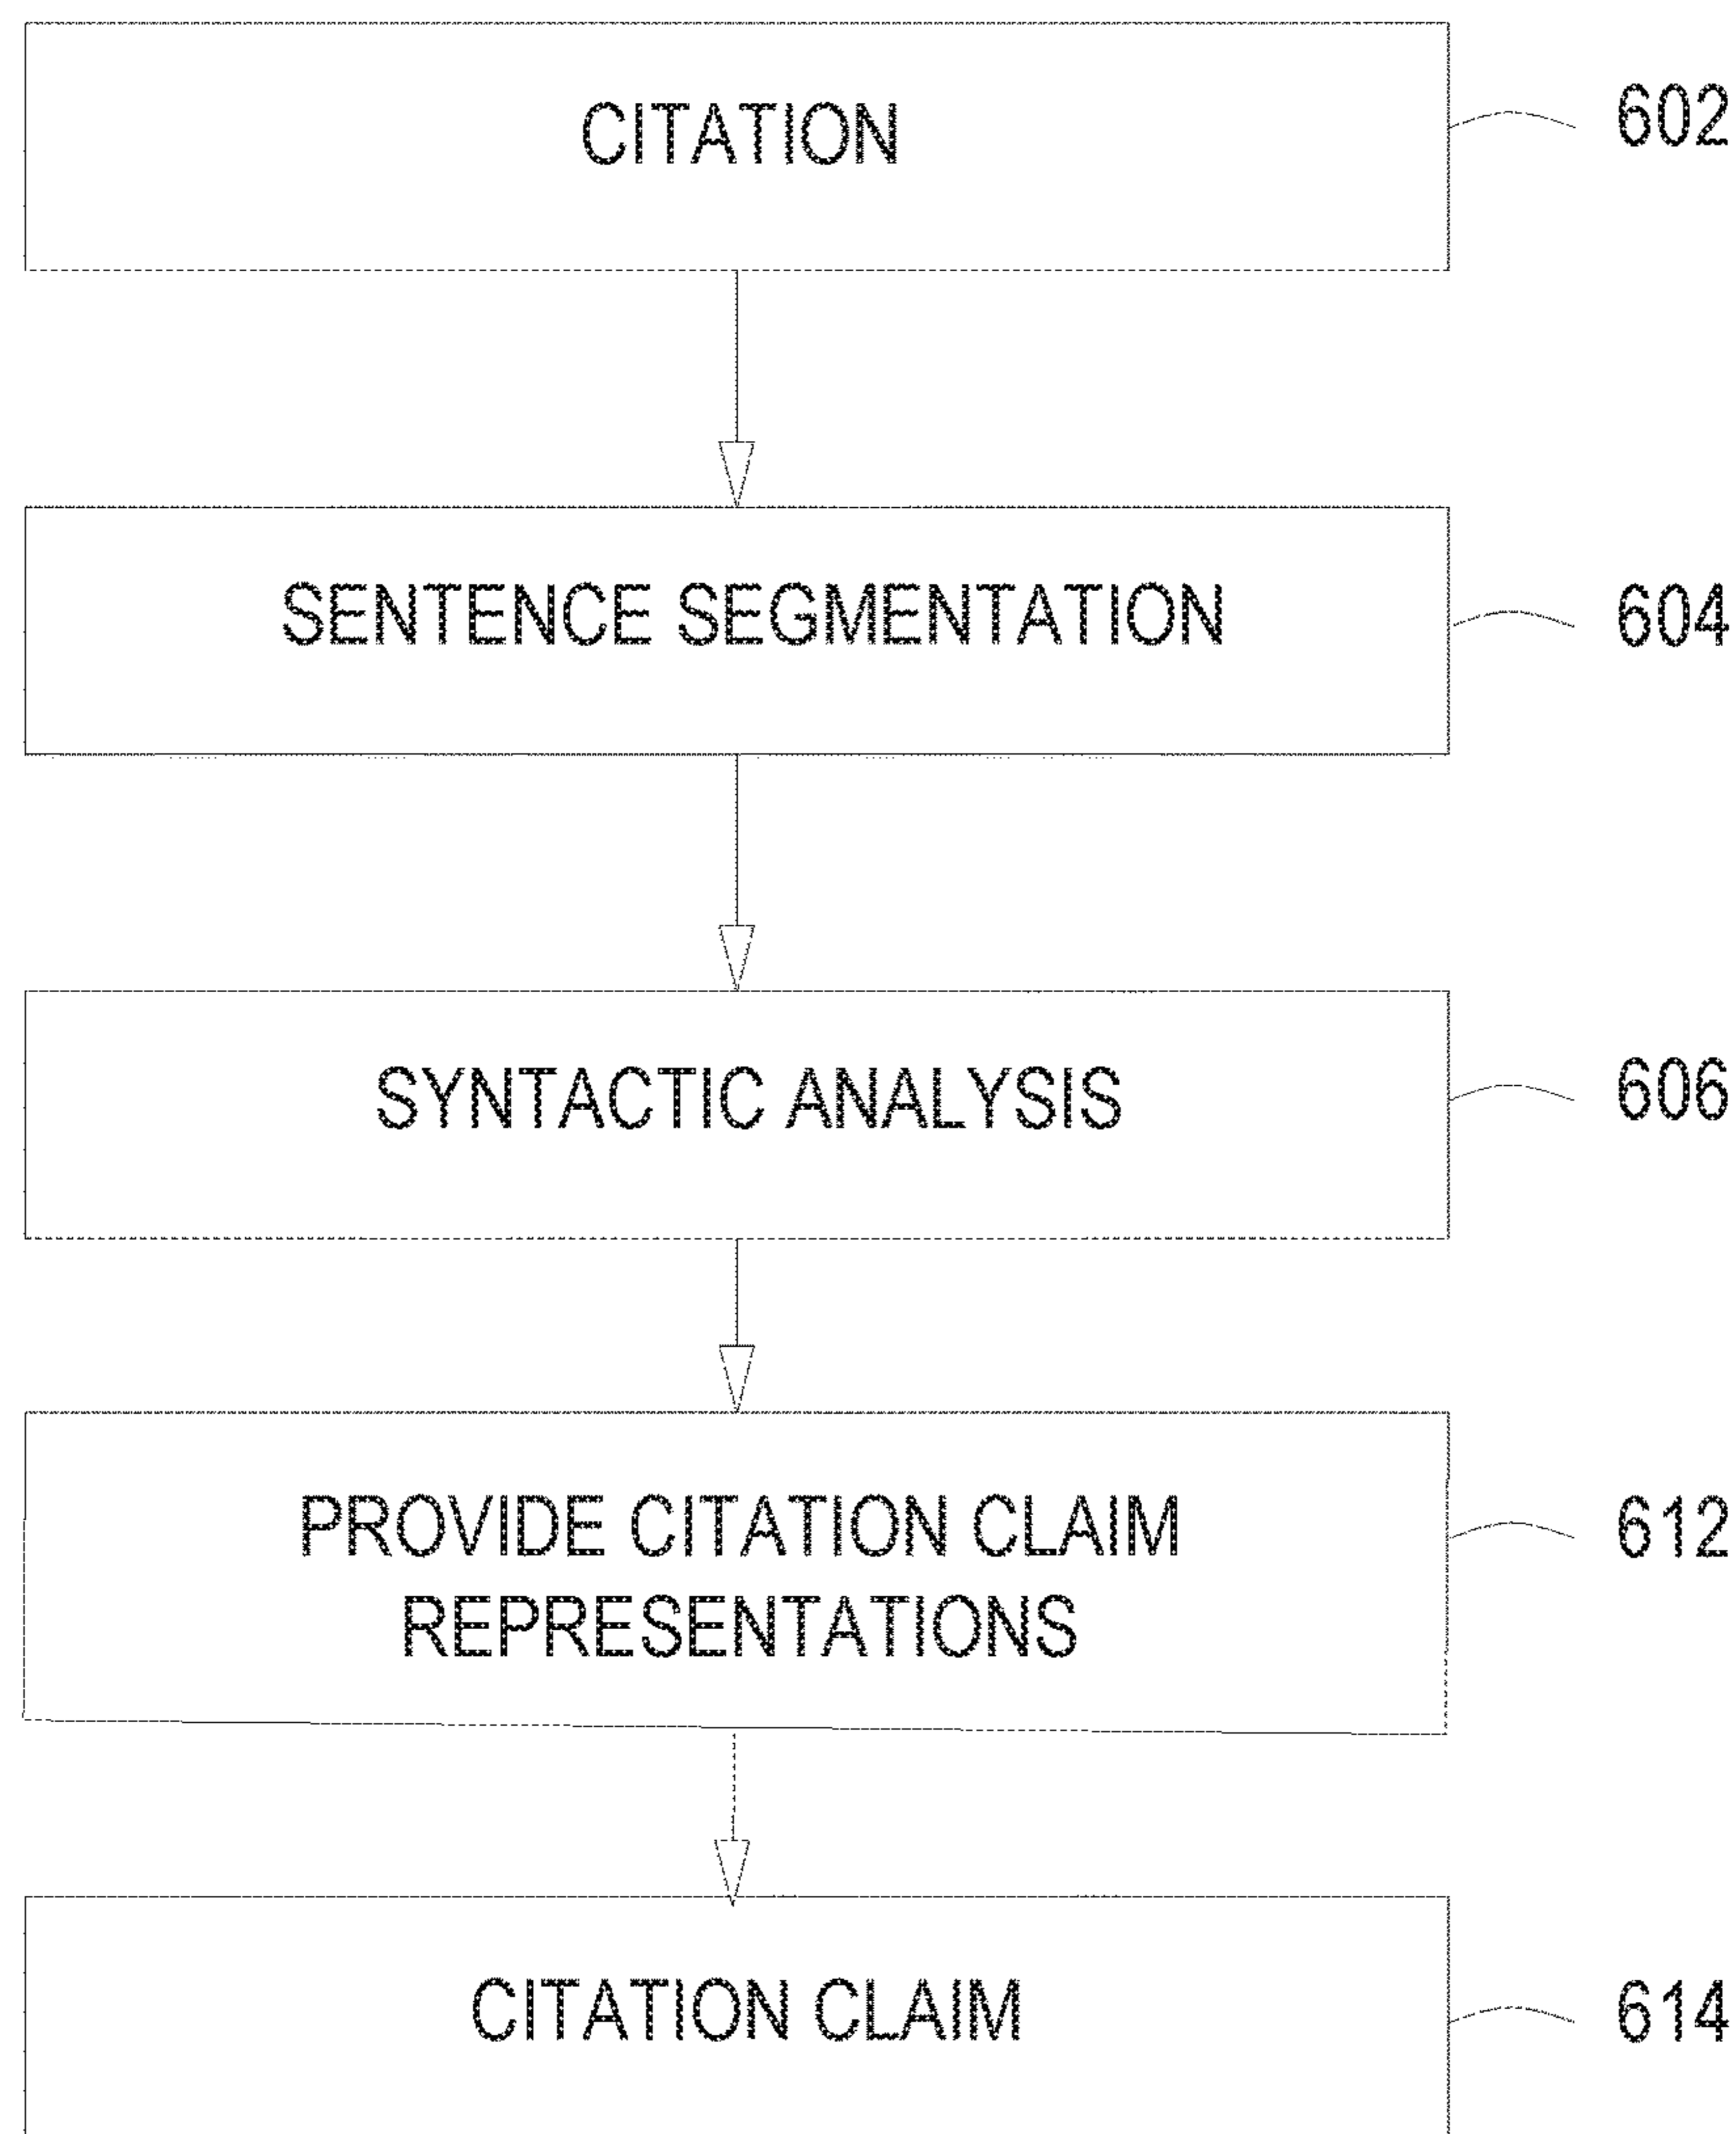 CITATION
602
SENTENCE SEGMENTATION
604
SYNTACTIC ANALYSIS
606
PROVIDE CITATION CLAIM
REPRESENTATIONS
612
CITATION CLAIM
614